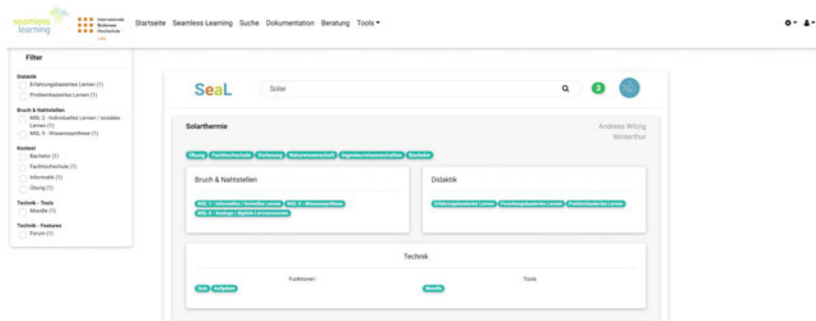 seamless
learning
Internationale
Bodensee
Hochschule
Labs
Startseite Seamless Learning Suche Dokumentation Beratung Tools
Filter
Didaktik
Erfahrungsbasiertes Lernen (1)
Problembasiertes Lernen (1)
Bruch & Nahtstellen
MSL 2 - Individuelles Lernen / soziales
Lernen (1)
MSL 9 - Wissenssynthese (1)
Kontext
Bachelor (1)
Fachhochschule (1)
Informatik (1)
Übung (1)
Technik - Tools
Moodle (1)
Technik - Features
Forum (1)
SeaL
Solar
3
Solarthermie
Andreas Witzig
Winterthur
Übung Fachhochschule Vorlesung Naturwissenschaft Ingenieurwissenschaften Bachelor
Bruch & Nahtstellen
MSL 1 - Informelles / formelles Lernen MSL 9 - Wissenssynthese
MSL 6 - Analoge / digitale Lernressourcen
Didaktik
Erfahrungsbasiertes Lernen Forschungsbasiertes Lernen Problembasiertes Lernen
Technik
Funktionen
Quiz Aufgaben
Tools
Moodle